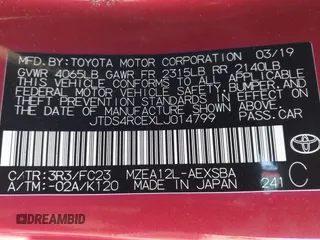 MFD.BY:TOYOTA MOTOR CORPORATION 03/19
GVWR 4065LB GAWR FR 2315LB RR 2140LB
THIS VEHICLE CONFORMS TO ALL APPLICABLE
FEDERAL MOTOR VEHICLE SAFETY, BUMPER, AND
THEFT PREVENTION STANDARDS IN EFFECT ON
THE DATE OF MANUFACTURE SHOWN ABOVE.
JTDS4RCEXLJ014799 PASS.CAR
C/TR:3R3/FC23 MZEA12L-AEXSBA
A/TM:-02A/K120 MADE IN JAPAN 241 C
DREAMBID